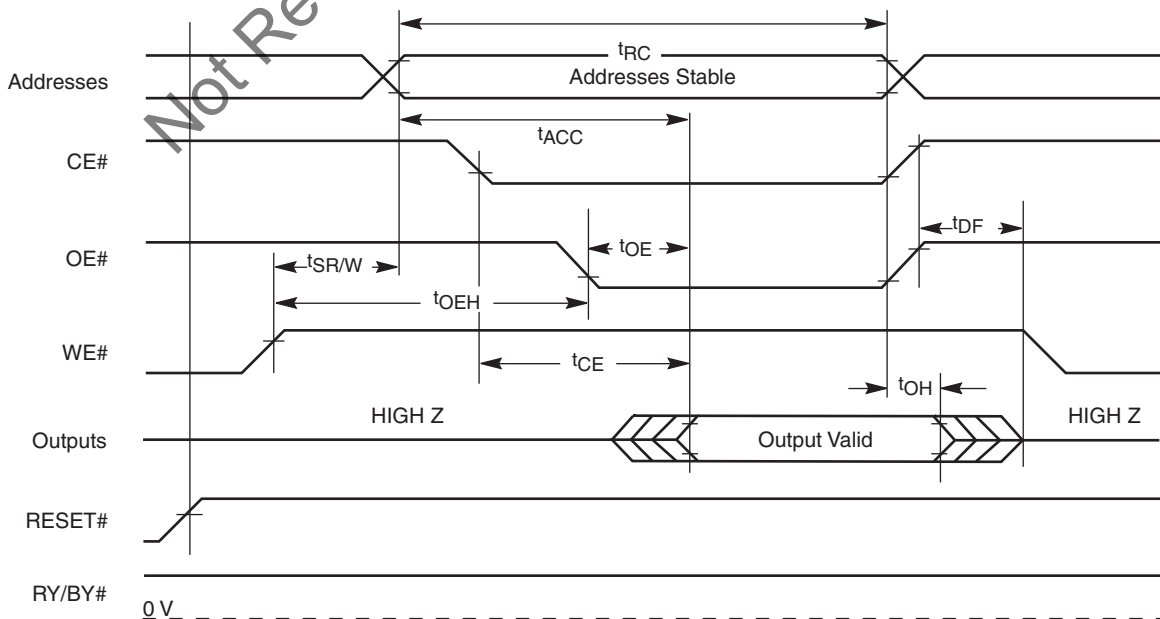 Not Re
tRC
Addresses
Addresses Stable
tACC
CE#
OE#
tOE
tDF
tSR/W
tOEH
WE#
tCE
tOH
HIGH Z
HIGH Z
Outputs
Output Valid
RESET#
RY/BY#
0 V